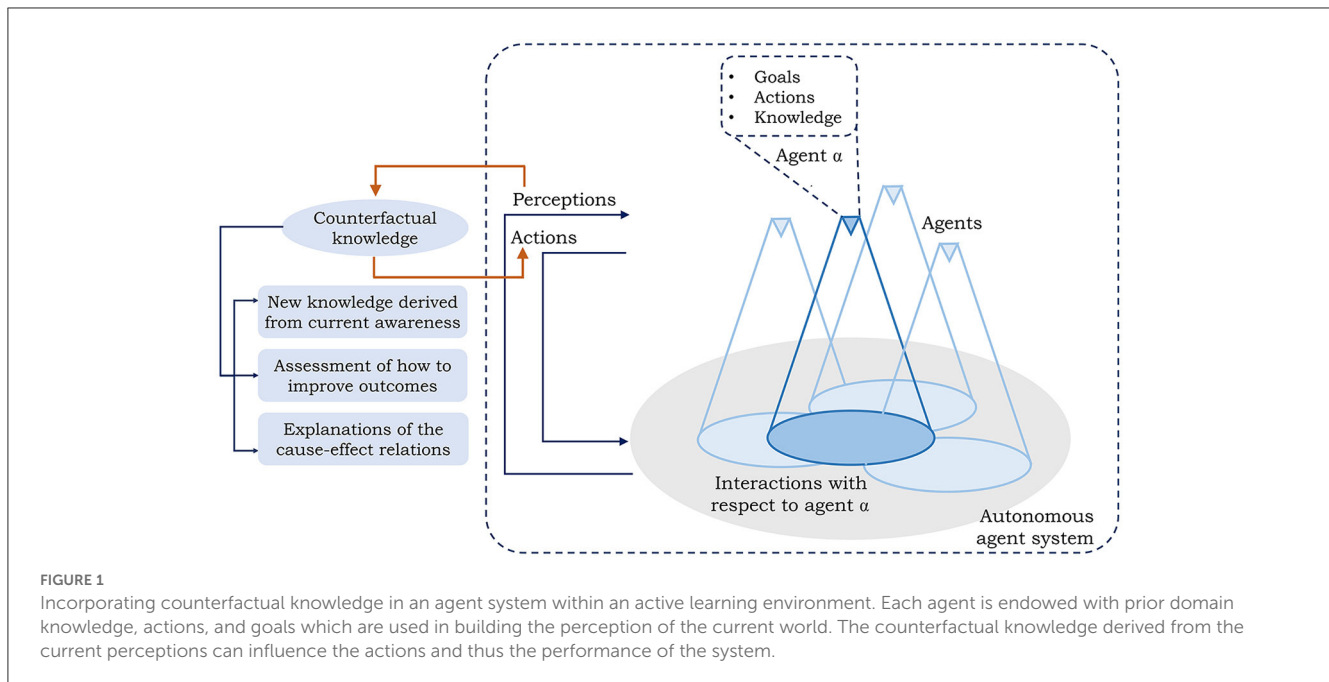 • Goals
• Actions
• Knowledge
Agent α
Perceptions
Counterfactual
knowledge
Actions
Agents
New knowledge derived
from current awareness
Assessment of how to
improve outcomes
Explanations of the
cause-effect relations
Interactions with
respect to agent α
Autonomous
agent system
FIGURE 1
Incorporating counterfactual knowledge in an agent system within an active learning environment. Each agent is endowed with prior domain
knowledge, actions, and goals which are used in building the perception of the current world. The counterfactual knowledge derived from the
current perceptions can influence the actions and thus the performance of the system.